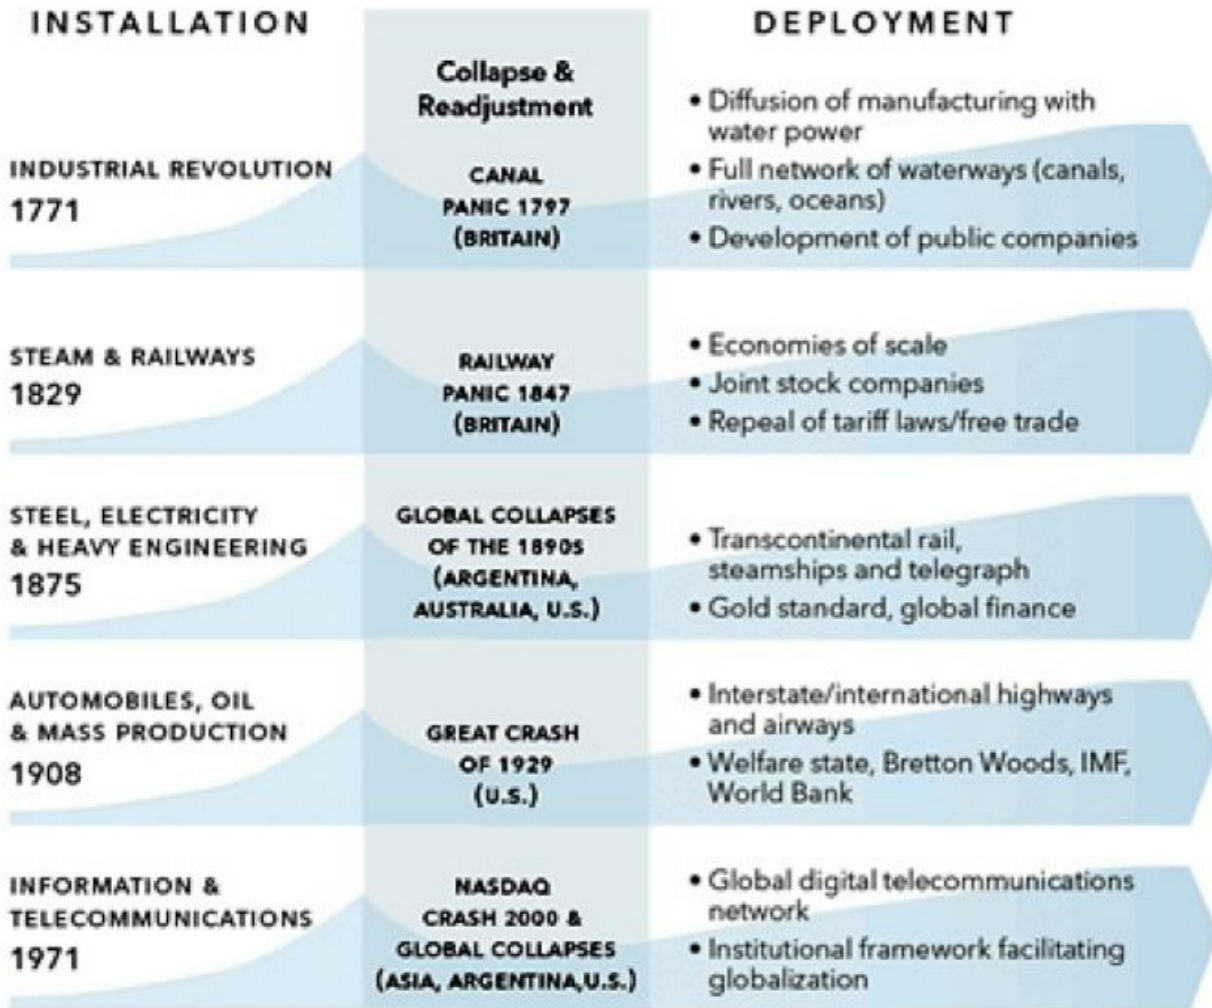 INSTALLATION
DEPLOYMENT
Collapse &
Readjustment
INDUSTRIAL REVOLUTION
1771
CANAL
PANIC 1797
(BRITAIN)
• Diffusion of manufacturing with
water power
• Full network of waterways (canals,
rivers, oceans)
• Development of public companies
STEAM & RAILWAYS
1829
RAILWAY
PANIC 1847
(BRITAIN)
• Economies of scale
• Joint stock companies
• Repeal of tariff laws/free trade
STEEL, ELECTRICITY
& HEAVY ENGINEERING
1875
GLOBAL COLLAPSES
OF THE 1890S
(ARGENTINA,
AUSTRALIA, U.S.)
• Transcontinental rail,
steamships and telegraph
• Gold standard, global finance
AUTOMOBILES, OIL
& MASS PRODUCTION
1908
GREAT CRASH
OF 1929
(U.S.)
• Interstate/international highways
and airways
• Welfare state, Bretton Woods, IMF,
World Bank
INFORMATION &
TELECOMMUNICATIONS
1971
NASDAQ
CRASH 2000 &
GLOBAL COLLAPSES
(ASIA, ARGENTINA,U.S.)
• Global digital telecommunications
network
• Institutional framework facilitating
globalization